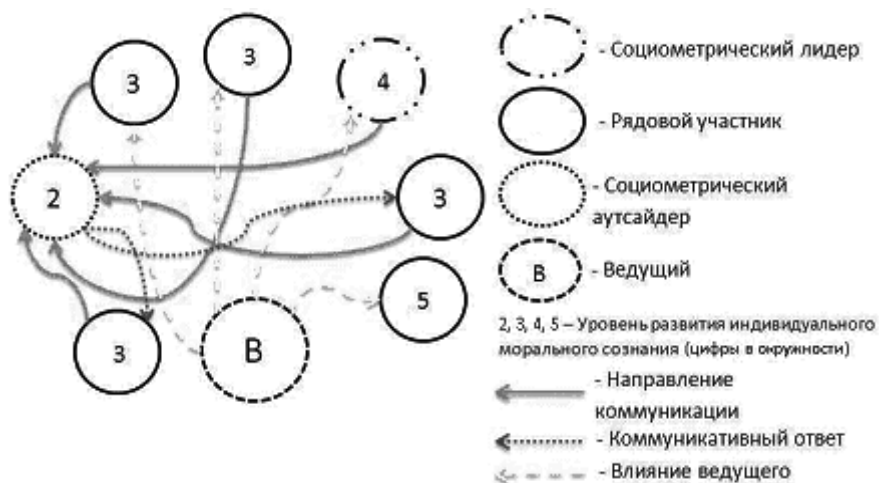 3
3
4
2
3
5
3
В
- Социометрический лидер
- Рядовой участник
- Социометрический
аутсайдер
В
- Ведущий
2, 3, 4, 5 – Уровень развития индивидуального
морального сознания (цифры в окружности)
- Направление
коммуникации
- Коммуникативный ответ
- Влияние ведущего